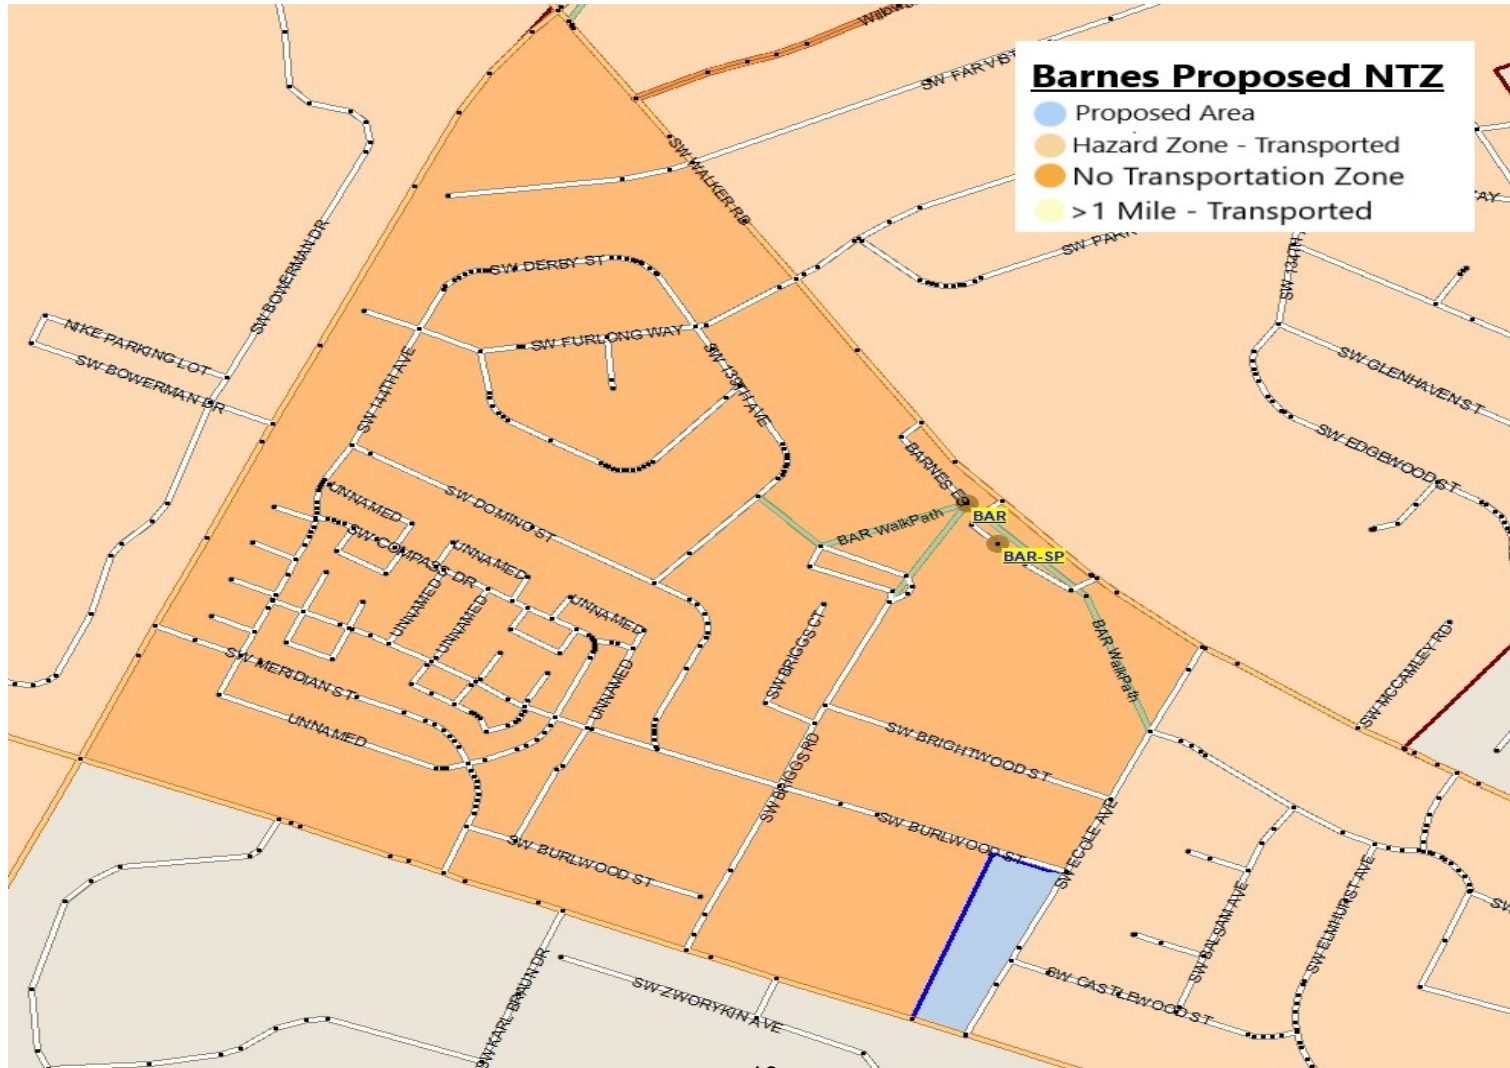 Wilbw
SW FARVIST
Barnes Proposed NTZ
Proposed Area
Hazard Zone - Transported
No Transportation Zone
>1 Mile - Transported
SW WALKER RD
AY
SW PARK
SW 134TH
SW BOWERMAN DR
SW DERBY ST
NIKE PARKING LOT
SW FURLONG WAY
SW BOWERMAN DR
SW 144TH AVE
SW 139TH AVE
SW GLENHAVEN ST
SW EDGEWOOD ST
BARNES
UNNAMED
SW DOMINO ST
BAR
BAR WalkPath
SW COMPASS DR
UNNAMED
BAR-SP
UNNAMED
UNNAMED
UNNAMED
SW BRIGGS CT
BAR WalkPath
SW MCCAMLEY RD
SW MERIDIAN ST
UNNAMED
UNNAMED
SW BRIGGS RD
SW BRIGHTWOOD ST
SW BURLWOOD ST
SW ECOLE AVE
SW BURLWOOD ST
SW BALSAM AVE
SW ELMHURST AVE
SW
SW KARL BRAUN DR
SW ZWORYKIN AVE
SW CASTLEWOOD ST